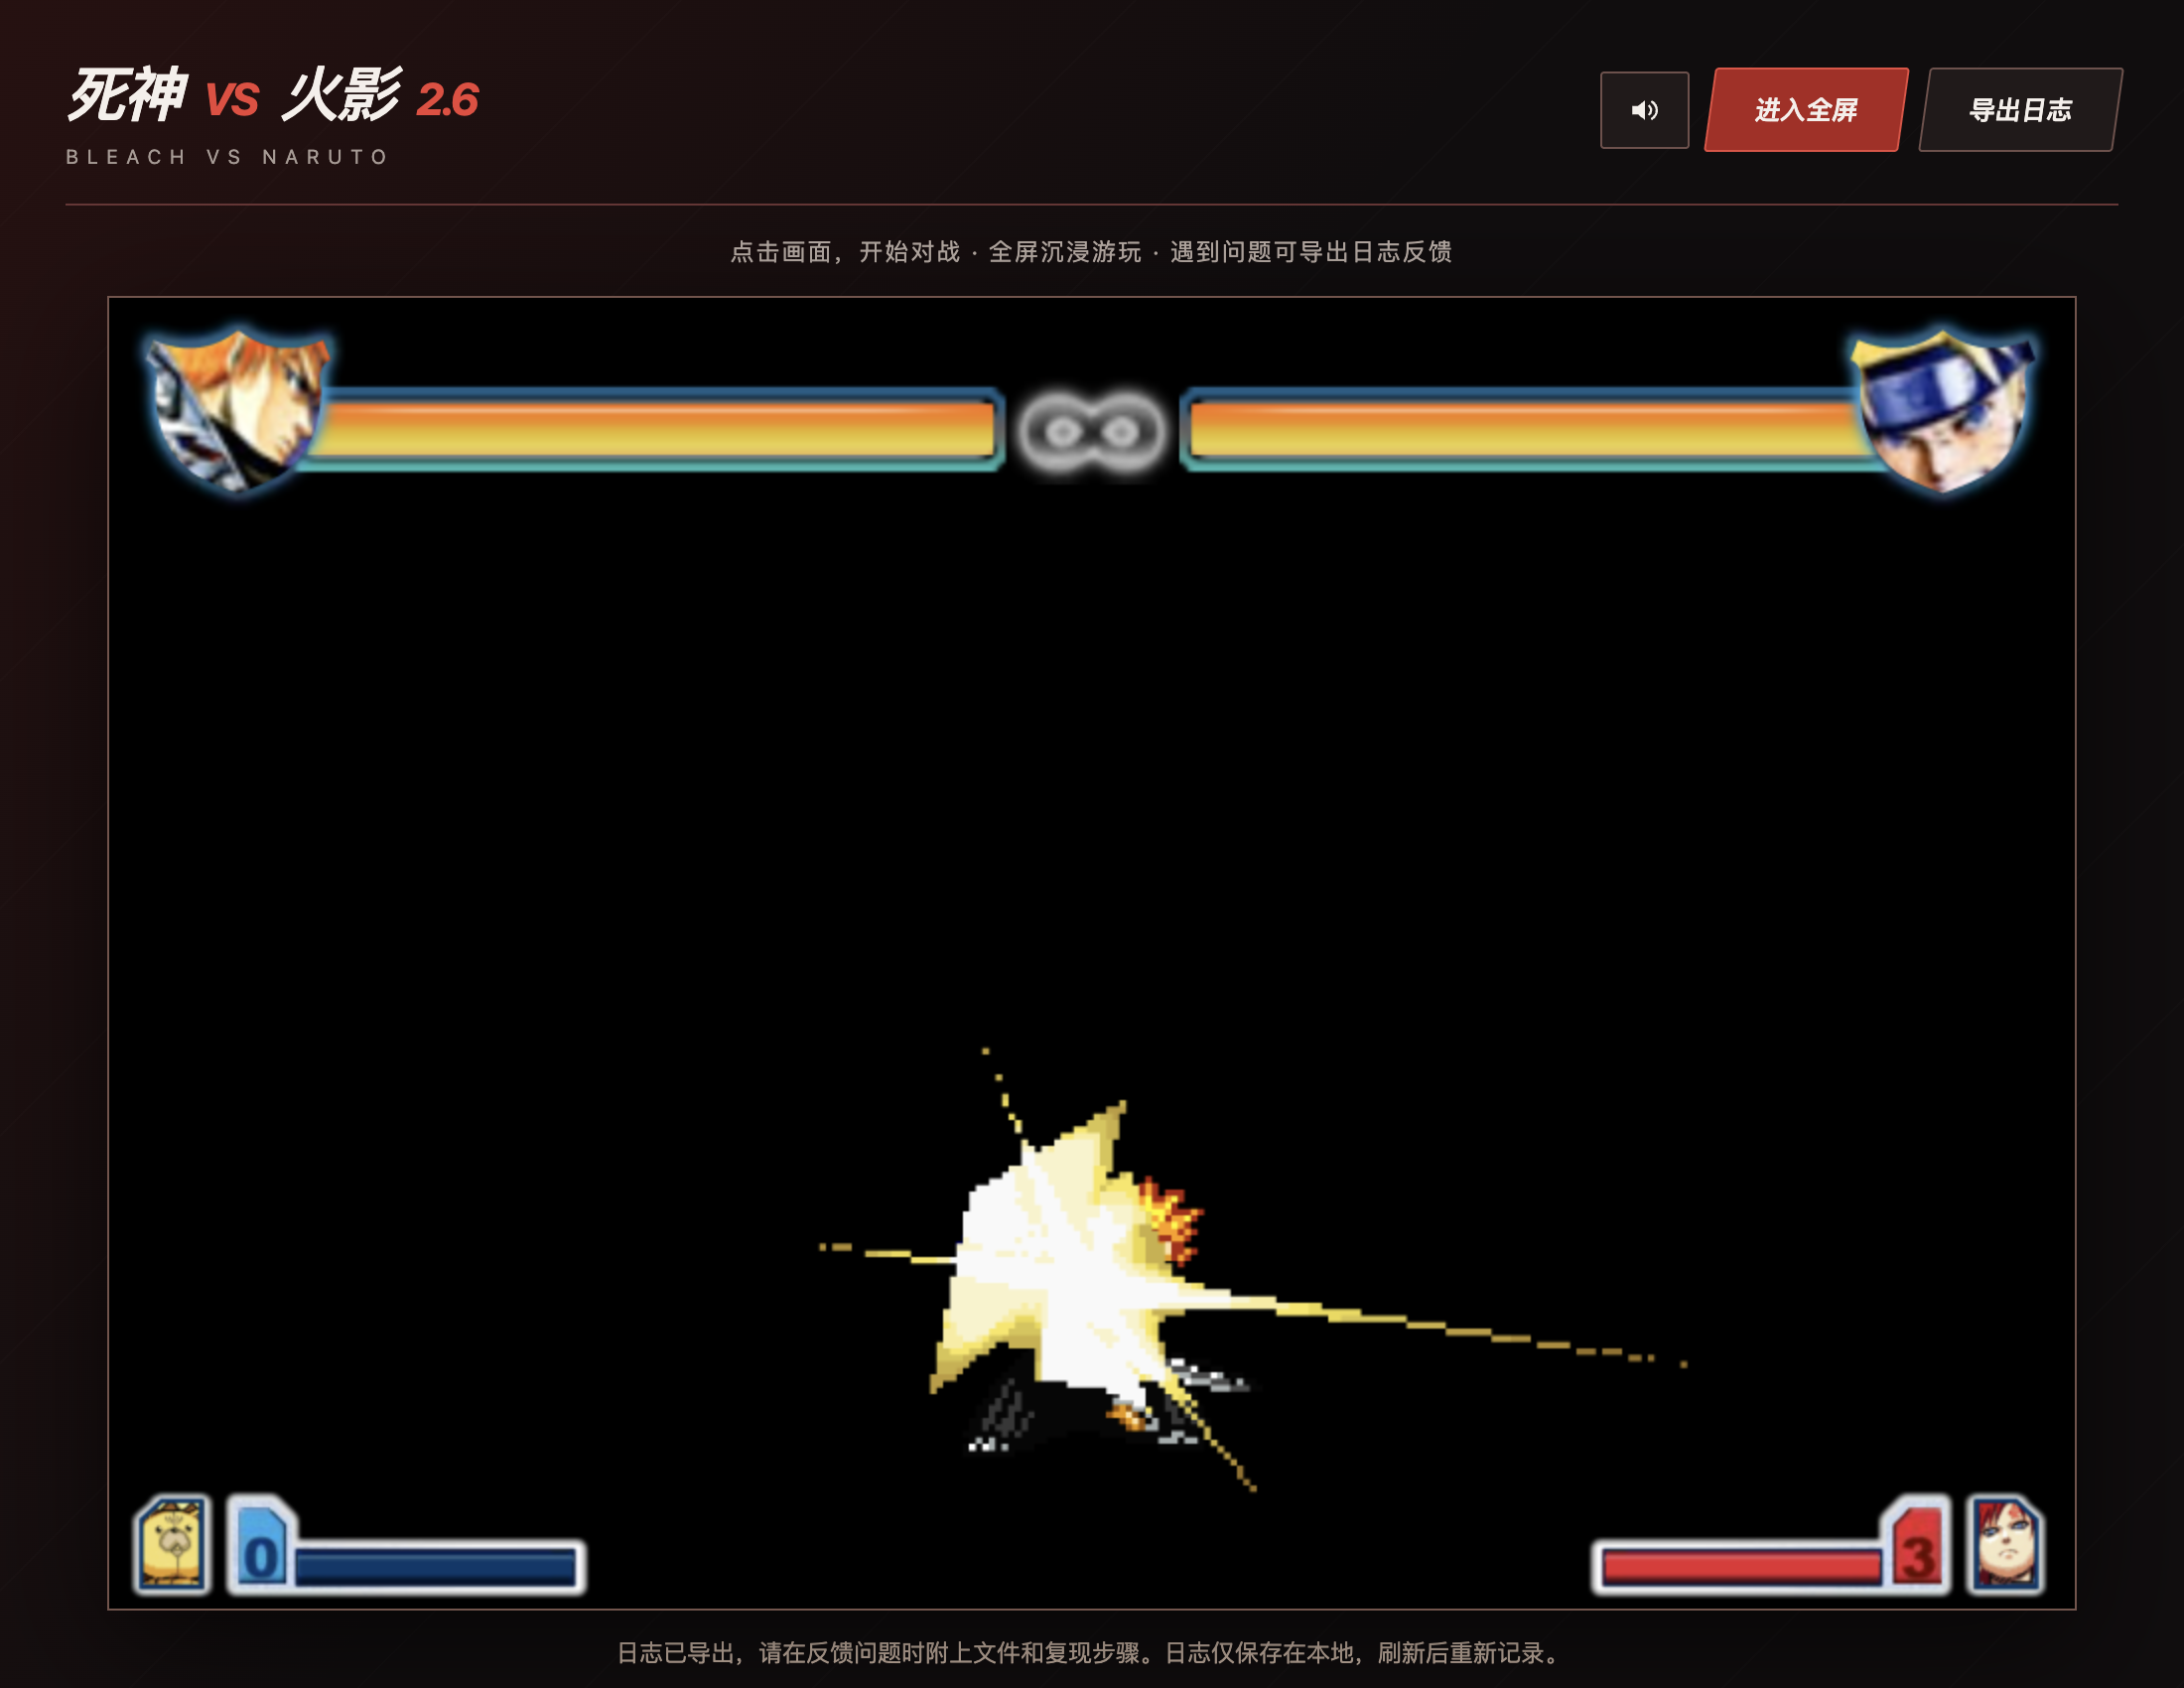 死神 VS 火影 2.6
BLEACH VS NARUTO
进入全屏
导出日志
点击画面，开始对战 · 全屏沉浸游玩 · 遇到问题可导出日志反馈
0
3
日志已导出，请在反馈问题时附上文件和复现步骤。日志仅保存在本地，刷新后重新记录。